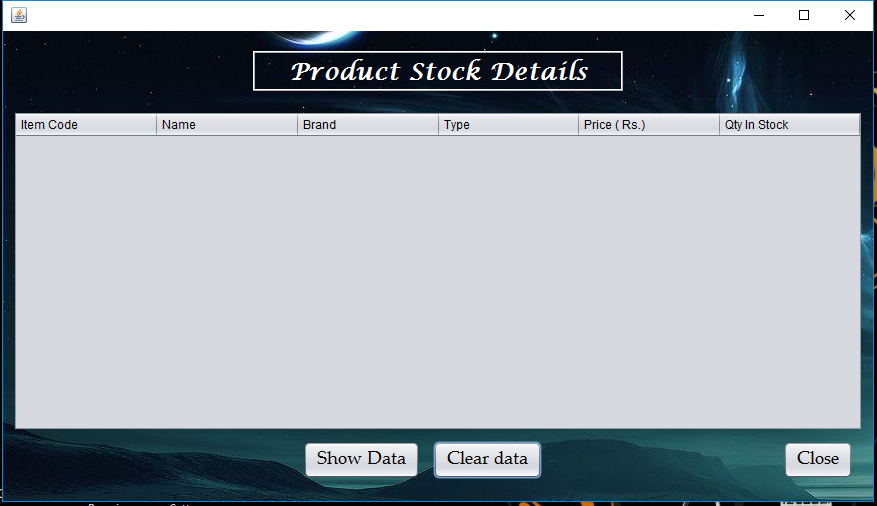 Product Stock Details
Item Code Name Brand Type Price ( Rs.) Qty In Stock
Show Data Clear data Close